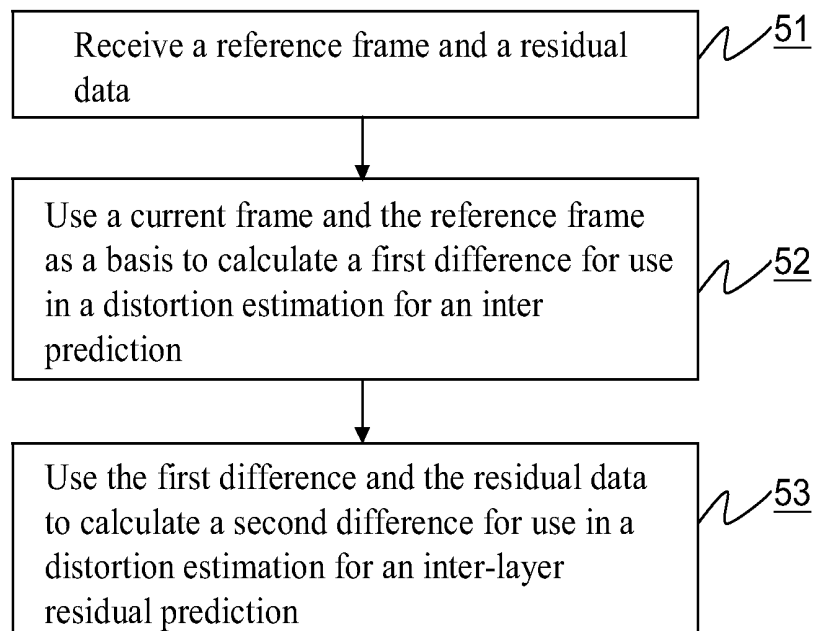 Receive a reference frame and a residual
data
51
Use a current frame and the reference frame
as a basis to calculate a first difference for use
in a distortion estimation for an inter
prediction
52
Use the first difference and the residual data
to calculate a second difference for use in a
distortion estimation for an inter-layer
residual prediction
53